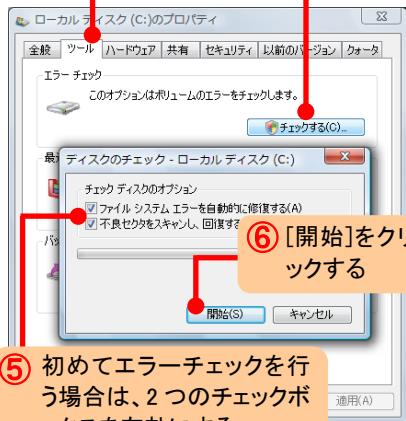 ローカル ディスク (C:)のプロパティ
全般 ツール ハードウェア 共有 セキュリティ 以前のバージョン クォータ
エラー チェック
このオプションはボリュームのエラーをチェックします。
チェックする(C)...
ディスクのチェック - ローカル ディスク (C:)
チェック ディスクのオプション
ファイル システム エラーを自動的に修復する(A)
不良セクタをスキャンし、回復する
⑥ [開始]をクリ
ックする
開始(S) キャンセル
⑤ 初めてエラーチェックを行
う場合は、2 つのチェックボ
適用(A)